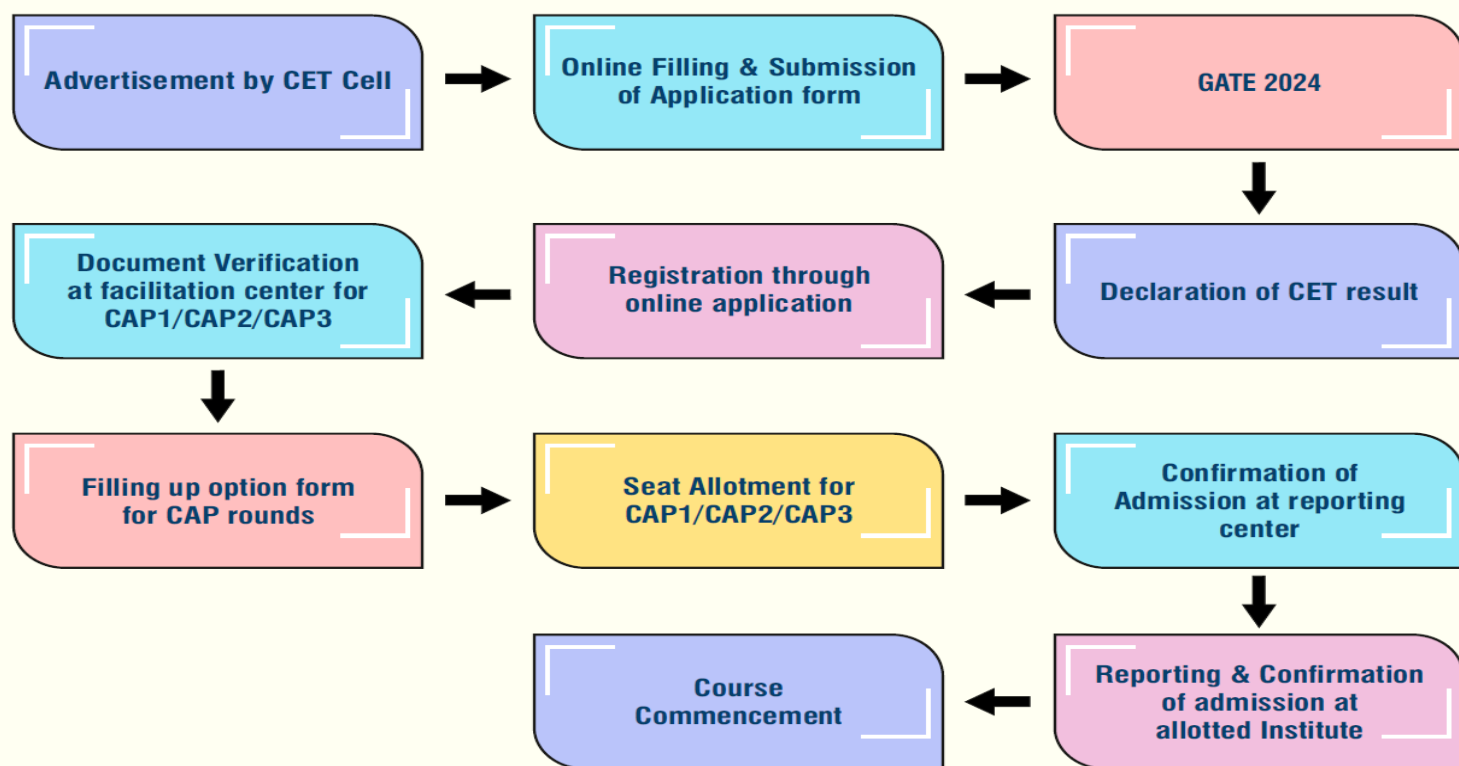 Advertisement by CET Cell
Online Filling & Submission
of Application form
GATE 2024
Declaration of CET result
Registration through
online application
Document Verification
at facilitation center for
CAP1/CAP2/CAP3
Filling up option form
for CAP rounds
Seat Allotment for
CAP1/CAP2/CAP3
Confirmation of
Admission at reporting
center
Reporting & Confirmation
of admission at
allotted Institute
Course
Commencement